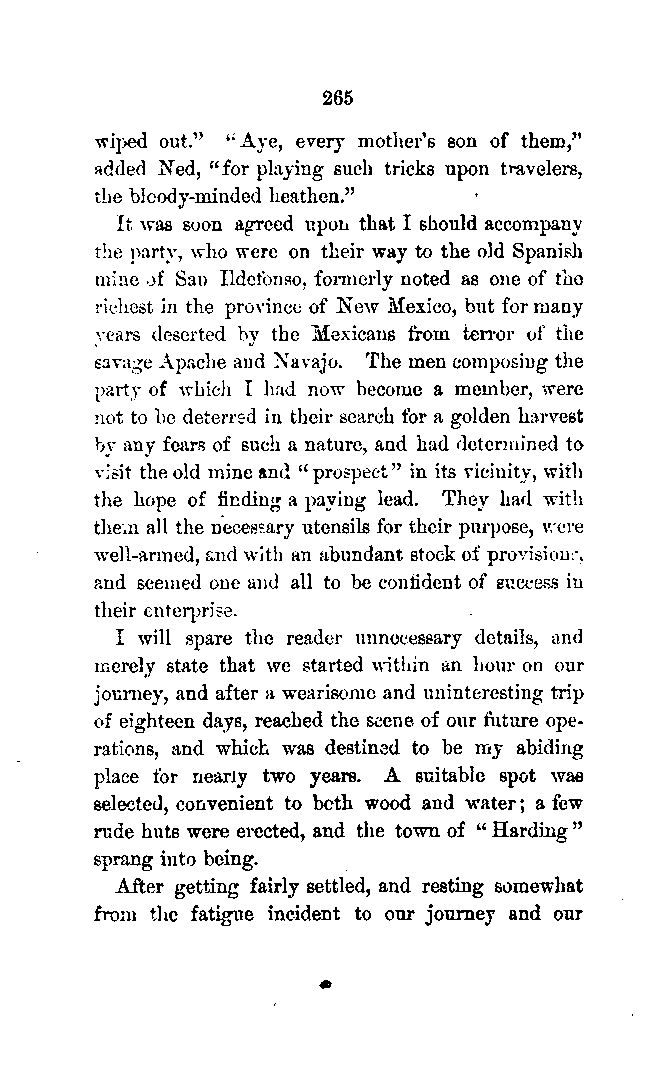 265
wiped out." "Aye, every mother's son of them,"
added Ned, "for playing such tricks upon travelers,
the bloody-minded heathen."
It was soon agreed upon that I should accompany
the party, who were on their way to the old Spanish
mine of San Ildefonso, formerly noted as one of the
richest in the province of New Mexico, but for many
years deserted by the Mexicans from terror of the
savage Apache and Navajo. The men composing the
party of which I had now become a member, were
not to be deterred in their search for a golden harvest
by any fears of such a nature, and had determined to
visit the old mine and "prospect" in its vicinity, with
the hope of finding a paying lead. They had with
them all the necessary utensils for their purpose, were
well-armed, and with an abundant stock of provisions,
and seemed one and all to be confident of success in
their enterprise.
I will spare the reader unnecessary details, and
merely state that we started within an hour on our
journey, and after a wearisome and uninteresting trip
of eighteen days, reached the scene of our future ope-
rations, and which was destined to be my abiding
place for nearly two years. A suitable spot was
selected, convenient to both wood and water; a few
rude huts were erected, and the town of "Harding"
sprang into being.
After getting fairly settled, and resting somewhat
from the fatigue incident to our journey and our